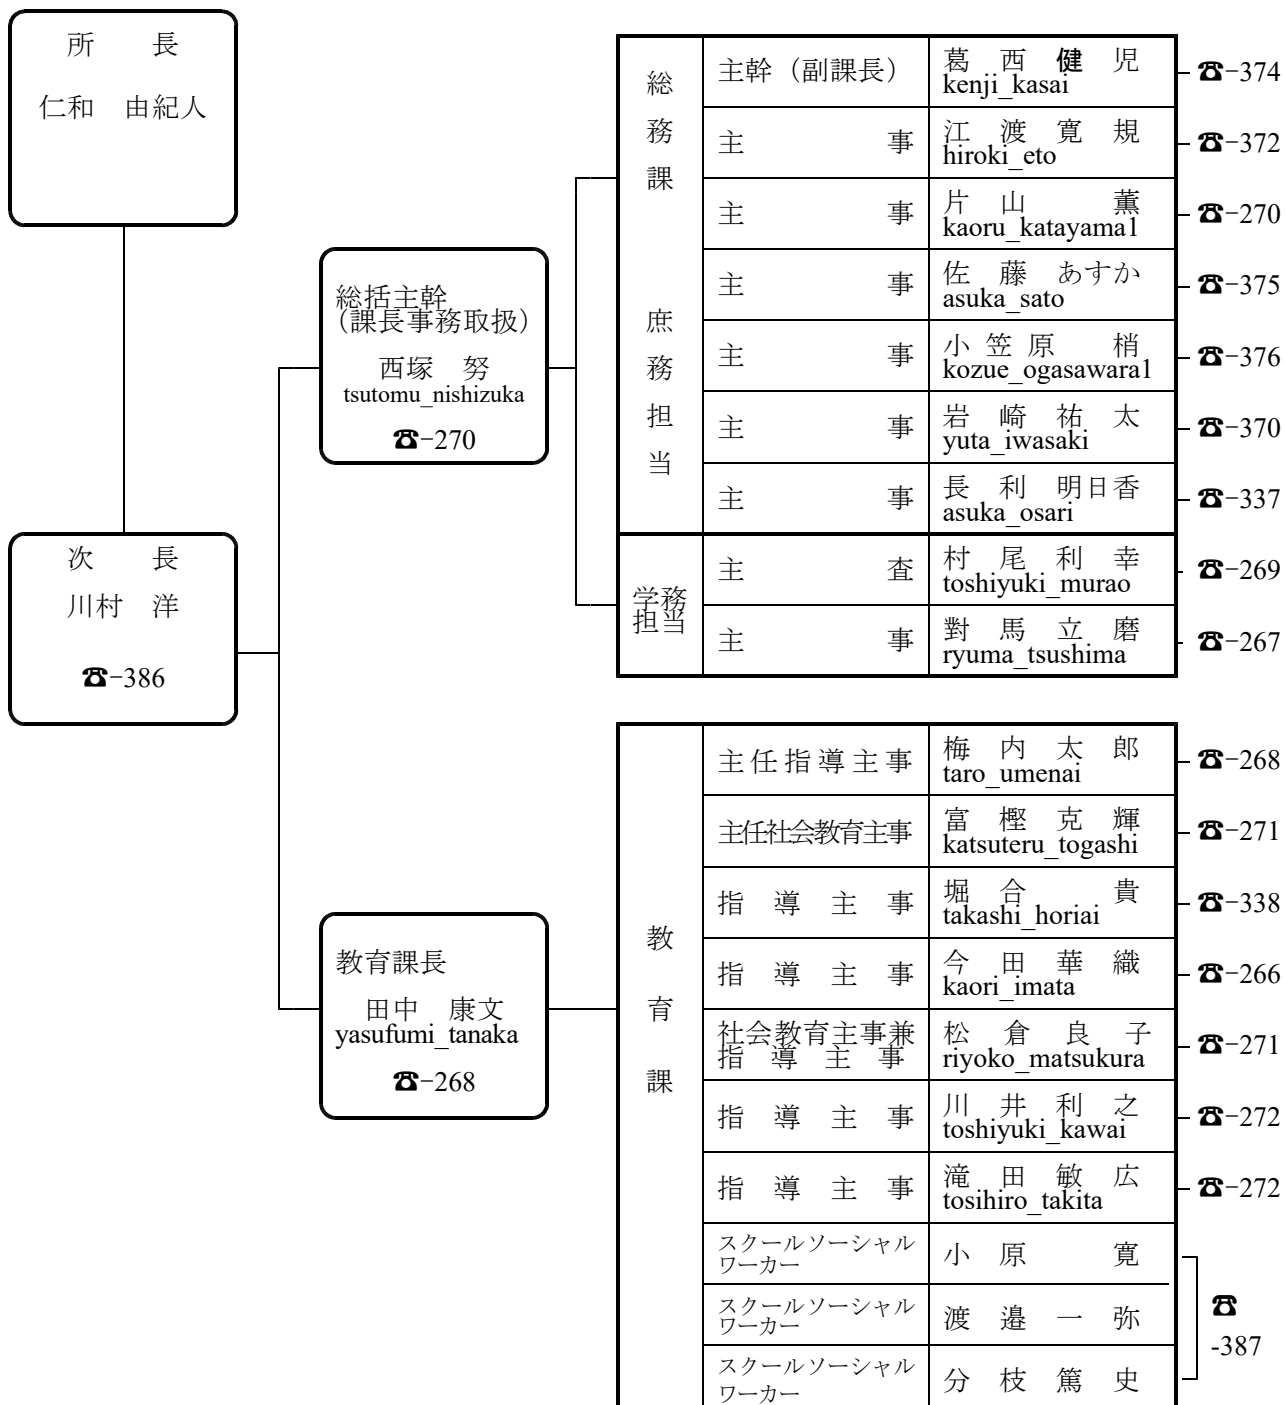 所　長
仁和　由紀人
次　長
川村　洋
☎-386
総括主幹
(課長事務取扱)
西塚　努
tsutomu_nishizuka
☎-270
総務課　庶務担当
主幹（副課長） 葛西健児 ☎-374
kenji_kasai
主事 江渡寛規 ☎-372
hiroki_eto
主事 片山　薫 ☎-270
kaoru_katayama1
主事 佐藤あすか ☎-375
asuka_sato
主事 小笠原　梢 ☎-376
kozue_ogasawara1
主事 岩崎祐太 ☎-370
yuta_iwasaki
主事 長利明日香 ☎-337
asuka_osari
学務
担当
主査 村尾利幸 ☎-269
toshiyuki_murao
主事 對馬立磨 ☎-267
ryuma_tsushima
教育課長
田中　康文
yasufumi_tanaka
☎-268
教育課
主任指導主事 梅内太郎 ☎-268
taro_umenai
主任社会教育主事 富樫克輝 ☎-271
katsuteru_togashi
指導主事 堀合　貴 ☎-338
takashi_horiai
指導主事 今田華織 ☎-266
kaori_imata
社会教育主事兼
指導主事 松倉良子 ☎-271
riyoko_matsukura
指導主事 川井利之 ☎-272
toshiyuki_kawai
指導主事 滝田敏広 ☎-272
tosihiro_takita
スクールソーシャル
ワーカー 小原　寛
スクールソーシャル
ワーカー 渡邉一弥
スクールソーシャル
ワーカー 分枝篤史
☎
-387